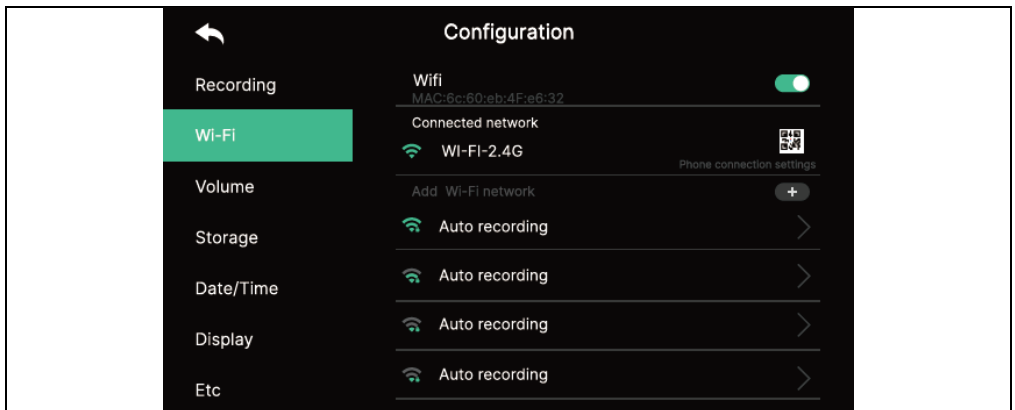 Configuration
Recording
Wi-Fi
Volume
Storage
Date/Time
Display
Etc
Wifi
MAC:6c:60:eb:4F:e6:32
Connected network
WI-FI-2.4G
Phone connection settings
Add Wi-Fi network
Auto recording
Auto recording
Auto recording
Auto recording